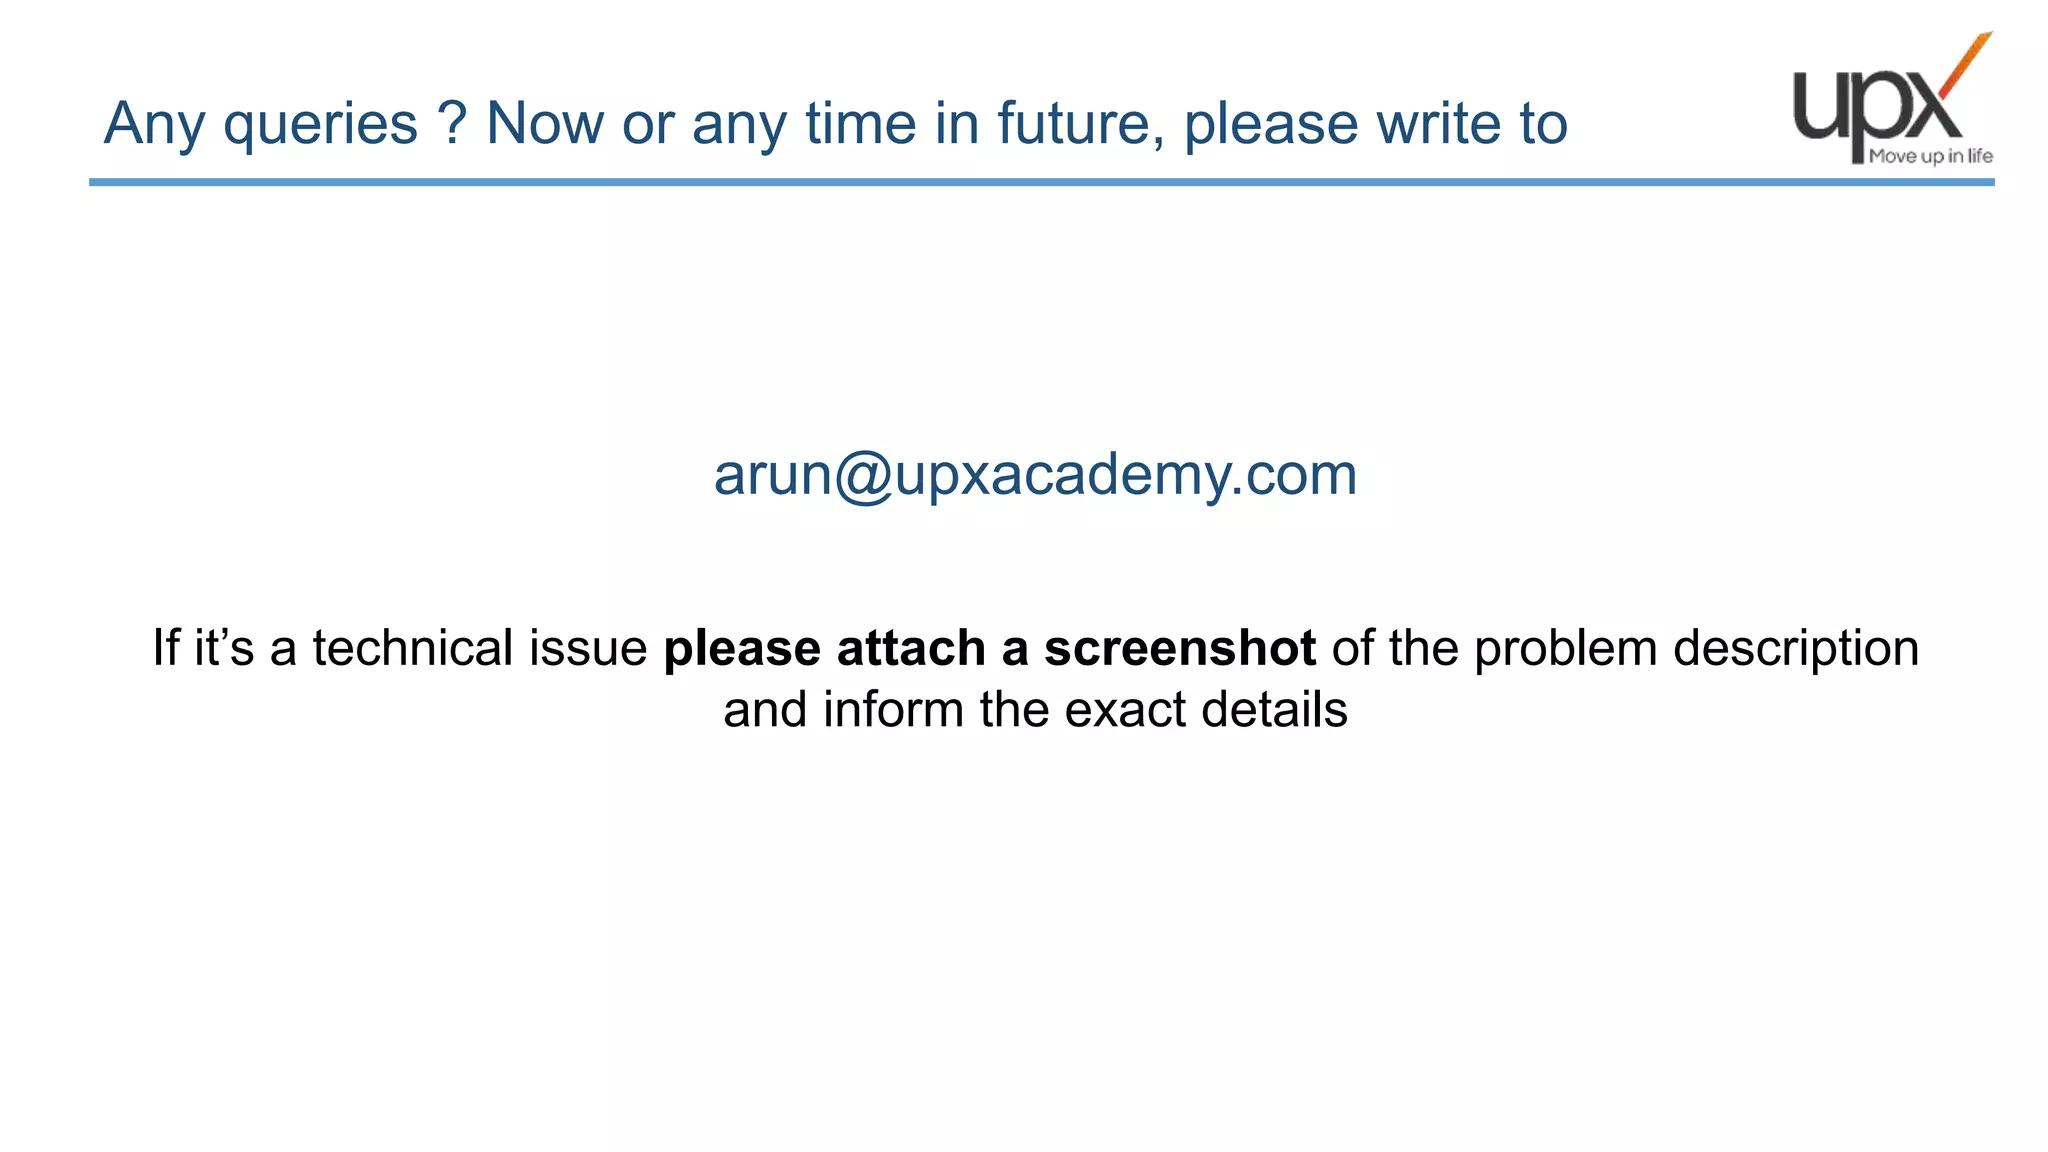 Any queries ? Now or any time in future, please write to
upx
Move up in life
arun@upxacademy.com
If it’s a technical issue please attach a screenshot of the problem description
and inform the exact details